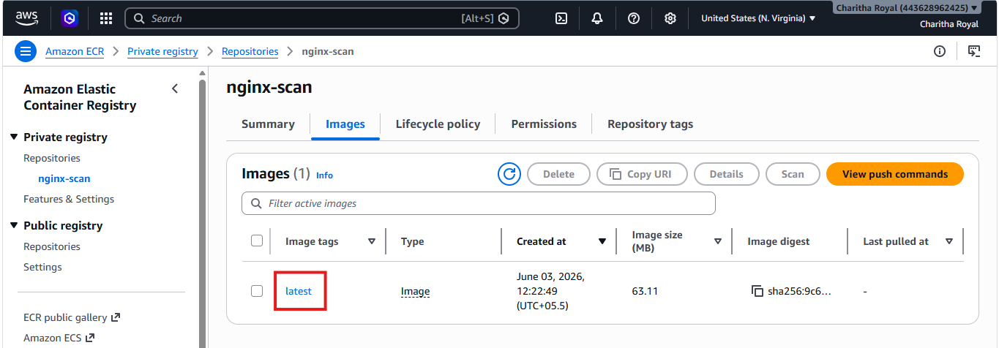 aws
Search
[Alt+S]
United States (N. Virginia)
Charitha Royal (443628962425)
Charitha Royal
Amazon ECR
Private registry
Repositories
nginx-scan
Amazon Elastic
Container Registry
Private registry
Repositories
nginx-scan
Features & Settings
Public registry
Repositories
Settings
ECR public gallery
Amazon ECS
nginx-scan
Summary
Images
Lifecycle policy
Permissions
Repository tags
Images (1) Info
Delete
Copy URI
Details
Scan
View push commands
Filter active images
Image tags
Type
Created at
Image size
(MB)
Image digest
Last pulled at
latest
Image
June 03, 2026,
12:22:49
(UTC+05.5)
63.11
sha256:9c6...
-